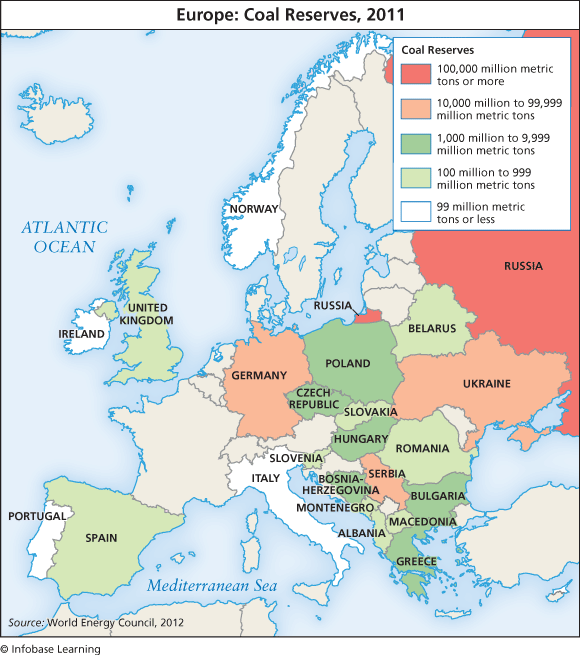 Europe: Coal Reserves, 2011
Coal Reserves
100,000 million metric
tons or more
10,000 million to 99,999
million metric tons
1,000 million to 9,999
million metric tons
100 million to 999
million metric tons
99 million metric
tons or less
NORWAY
ATLANTIC
OCEAN
RUSSIA
UNITED
KINGDOM
RUSSIA
IRELAND
BELARUS
POLAND
GERMANY
UKRAINE
CZECH
REPUBLIC
SLOVAKIA
HUNGARY
ROMANIA
SLOVENIA
ITALY
SERBIA
BOSNIA-
HERZEGOVINA
BULGARIA
MONTENEGRO
PORTUGAL
MACEDONIA
SPAIN
ALBANIA
GREECE
Mediterranean Sea
Source: World Energy Council, 2012
© Infobase Learning